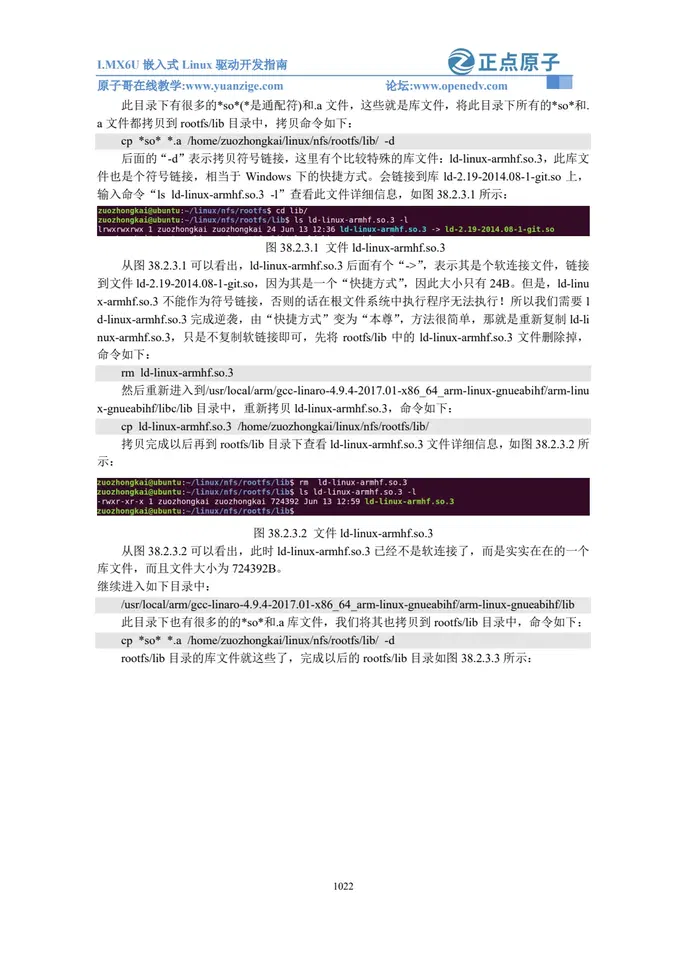 I.MX6U 嵌入式 Linux 驱动开发指南
正点原子
原子哥在线教学:www.yuanzige.com 论坛:www.openedv.com
此目录下有很多的*so*(*是通配符)和.a 文件，这些就是库文件，将此目录下所有的*so*和.
a 文件都拷贝到 rootfs/lib 目录中，拷贝命令如下：
cp *so* *.a /home/zuozhongkai/linux/nfs/rootfs/lib/ -d
后面的“-d”表示拷贝符号链接，这里有个比较特殊的库文件：ld-linux-armhf.so.3，此库文
件也是个符号链接，相当于 Windows 下的快捷方式。会链接到库 ld-2.19-2014.08-1-git.so 上，
输入命令“ls ld-linux-armhf.so.3 -l”查看此文件详细信息，如图 38.2.3.1 所示：
zuozhongkai@ubuntu:~/linux/nfs/rootfs$ cd lib/
zuozhongkai@ubuntu:~/linux/nfs/rootfs/lib$ ls ld-linux-armhf.so.3 -l
lrwxrwxrwx 1 zuozhongkai zuozhongkai 24 Jun 13 12:36 ld-linux-armhf.so.3 -> ld-2.19-2014.08-1-git.so
图 38.2.3.1 文件 ld-linux-armhf.so.3
从图 38.2.3.1 可以看出，ld-linux-armhf.so.3 后面有个“->”，表示其是个软连接文件，链接
到文件 ld-2.19-2014.08-1-git.so，因为其是一个“快捷方式”，因此大小只有 24B。但是，ld-linu
x-armhf.so.3 不能作为符号链接，否则的话在根文件系统中执行程序无法执行！所以我们需要 l
d-linux-armhf.so.3 完成逆袭，由“快捷方式”变为“本尊”，方法很简单，那就是重新复制 ld-li
nux-armhf.so.3，只是不复制软链接即可，先将 rootfs/lib 中的 ld-linux-armhf.so.3 文件删除掉，
命令如下：
rm ld-linux-armhf.so.3
然后重新进入到/usr/local/arm/gcc-linaro-4.9.4-2017.01-x86_64_arm-linux-gnueabihf/arm-linu
x-gnueabihf/libc/lib 目录中，重新拷贝 ld-linux-armhf.so.3，命令如下：
cp ld-linux-armhf.so.3 /home/zuozhongkai/linux/nfs/rootfs/lib/
拷贝完成以后再到 rootfs/lib 目录下查看 ld-linux-armhf.so.3 文件详细信息，如图 38.2.3.2 所
示：
zuozhongkai@ubuntu:~/linux/nfs/rootfs/lib$ rm ld-linux-armhf.so.3
zuozhongkai@ubuntu:~/linux/nfs/rootfs/lib$ ls ld-linux-armhf.so.3 -l
-rwxr-xr-x 1 zuozhongkai zuozhongkai 724392 Jun 13 12:59 ld-linux-armhf.so.3
zuozhongkai@ubuntu:~/linux/nfs/rootfs/lib$
图 38.2.3.2 文件 ld-linux-armhf.so.3
从图 38.2.3.2 可以看出，此时 ld-linux-armhf.so.3 已经不是软连接了，而是实实在在的一个
库文件，而且文件大小为 724392B。
继续进入如下目录中：
/usr/local/arm/gcc-linaro-4.9.4-2017.01-x86_64_arm-linux-gnueabihf/arm-linux-gnueabihf/lib
此目录下也有很多的的*so*和.a 库文件，我们将其也拷贝到 rootfs/lib 目录中，命令如下：
cp *so* *.a /home/zuozhongkai/linux/nfs/rootfs/lib/ -d
rootfs/lib 目录的库文件就这些了，完成以后的 rootfs/lib 目录如图 38.2.3.3 所示：
1022